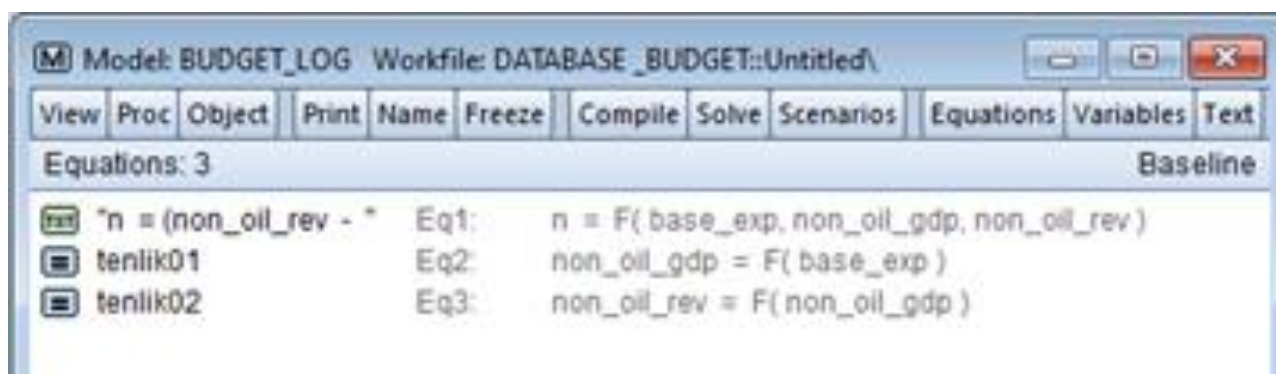 M Model: BUDGET_LOG Workfile: DATABASE_BUDGET::Untitled\
View Proc Object Print Name Freeze Compile Solve Scenarios Equations Variables Text
Equations: 3 Baseline
TXT "n = (non_oil_rev - " Eq1: n = F( base_exp, non_oil_gdp, non_oil_rev )
tenlik01 Eq2: non_oil_gdp = F( base_exp )
tenlik02 Eq3: non_oil_rev = F( non_oil_gdp )